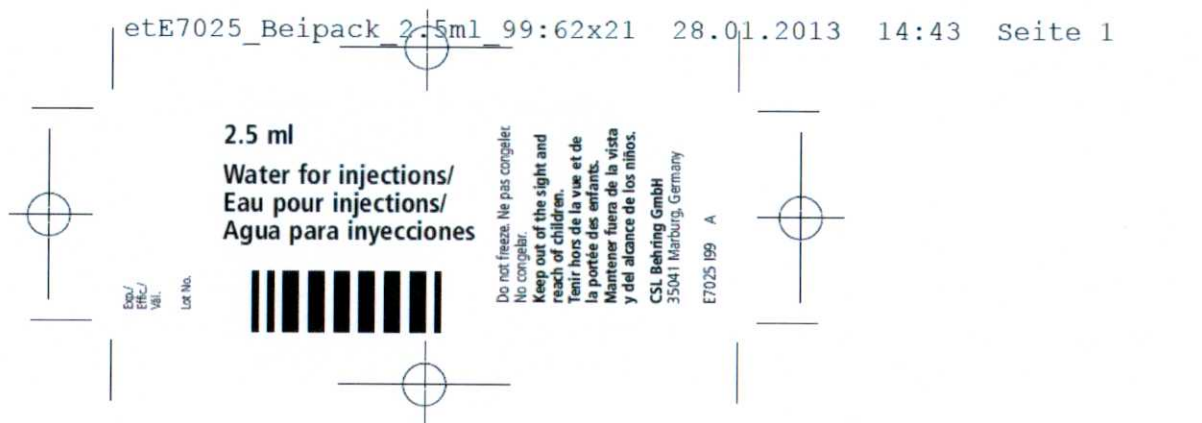 etE7025_Beipack_2.5ml_99:62x21 28.01.2013 14:43 Seite 1
2.5 ml
Water for injections/
Eau pour injections/
Agua para inyecciones
Exp./
Effic./
Val.
Lot No.
Do not freeze. Ne pas congeler.
No congelar.
Keep out of the sight and
reach of children.
Tenir hors de la vue et de
la portée des enfants.
Mantener fuera de la vista
y del alcance de los niños.
CSL Behring GmbH
35041 Marburg, Germany
E7025 I99 A